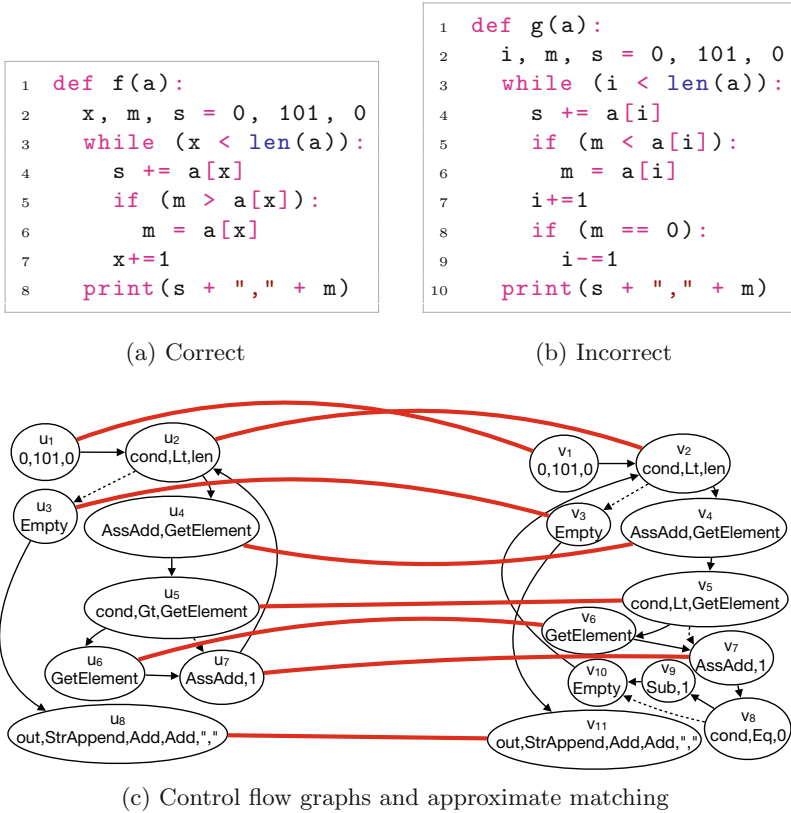 1 def f(a):
2 x, m, s = 0, 101, 0
3 while (x < len(a)):
4 s += a[x]
5 if (m > a[x]):
6 m = a[x]
7 x+=1
8 print(s + "," + m)
(a) Correct
1 def g(a):
2 i, m, s = 0, 101, 0
3 while (i < len(a)):
4 s += a[i]
5 if (m < a[i]):
6 m = a[i]
7 i+=1
8 if (m == 0):
9 i-=1
10 print(s + "," + m)
(b) Incorrect
u1
0,101,0
u2
cond,Lt,len
u3
Empty
u4
AssAdd,GetElement
u5
cond,Gt,GetElement
u6
GetElement
u7
AssAdd,1
u8
out,StrAppend,Add,Add,","
v1
0,101,0
v2
cond,Lt,len
v3
Empty
v4
AssAdd,GetElement
v5
cond,Lt,GetElement
v6
GetElement
v7
AssAdd,1
v10
Empty
v9
Sub,1
v8
cond,Eq,0
v11
out,StrAppend,Add,Add,","
(c) Control flow graphs and approximate matching